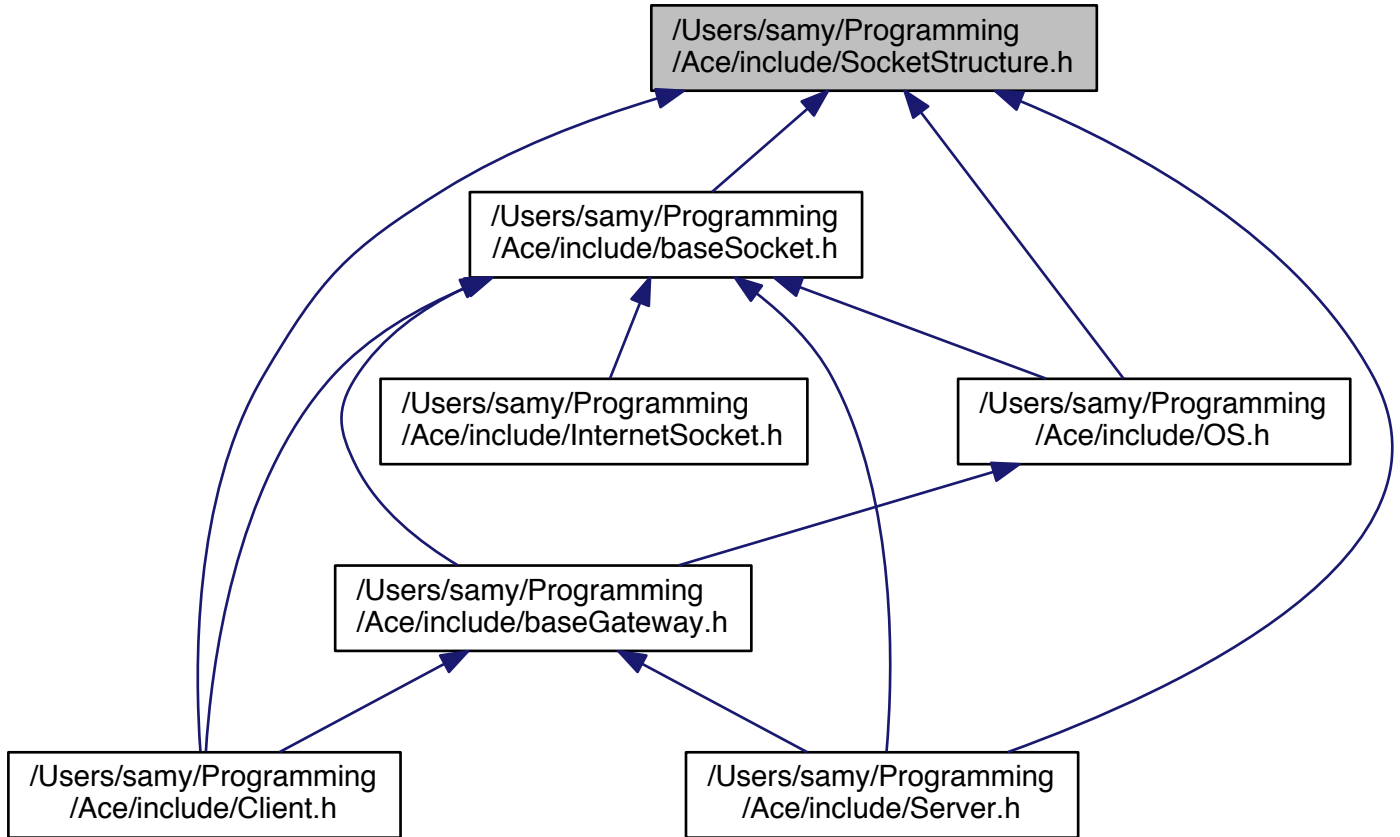 /Users/samy/Programming
/Ace/include/SocketStructure.h
/Users/samy/Programming
/Ace/include/baseSocket.h
/Users/samy/Programming
/Ace/include/InternetSocket.h
/Users/samy/Programming
/Ace/include/OS.h
/Users/samy/Programming
/Ace/include/baseGateway.h
/Users/samy/Programming
/Ace/include/Client.h
/Users/samy/Programming
/Ace/include/Server.h